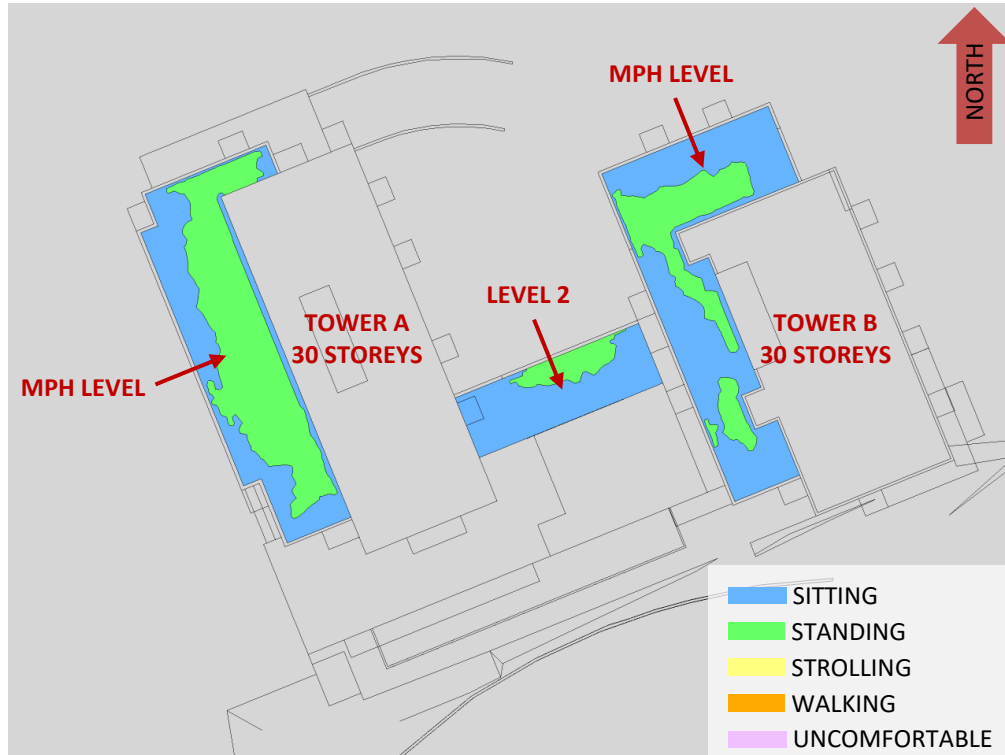 NORTH
MPH LEVEL
LEVEL 2
TOWER A
30 STOREYS
TOWER B
30 STOREYS
MPH LEVEL
SITTING
STANDING
STROLLING
WALKING
UNCOMFORTABLE